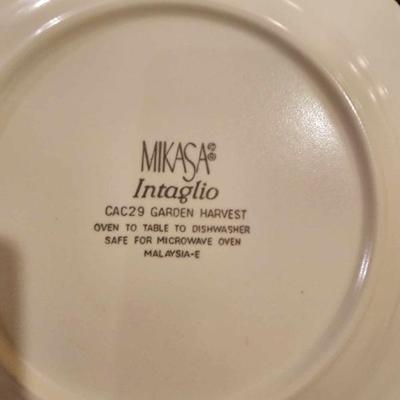 MIKASA®
Intaglio
CAC29 GARDEN HARVEST
OVEN TO TABLE TO DISHWASHER
SAFE FOR MICROWAVE OVEN
MALAYSIA-E